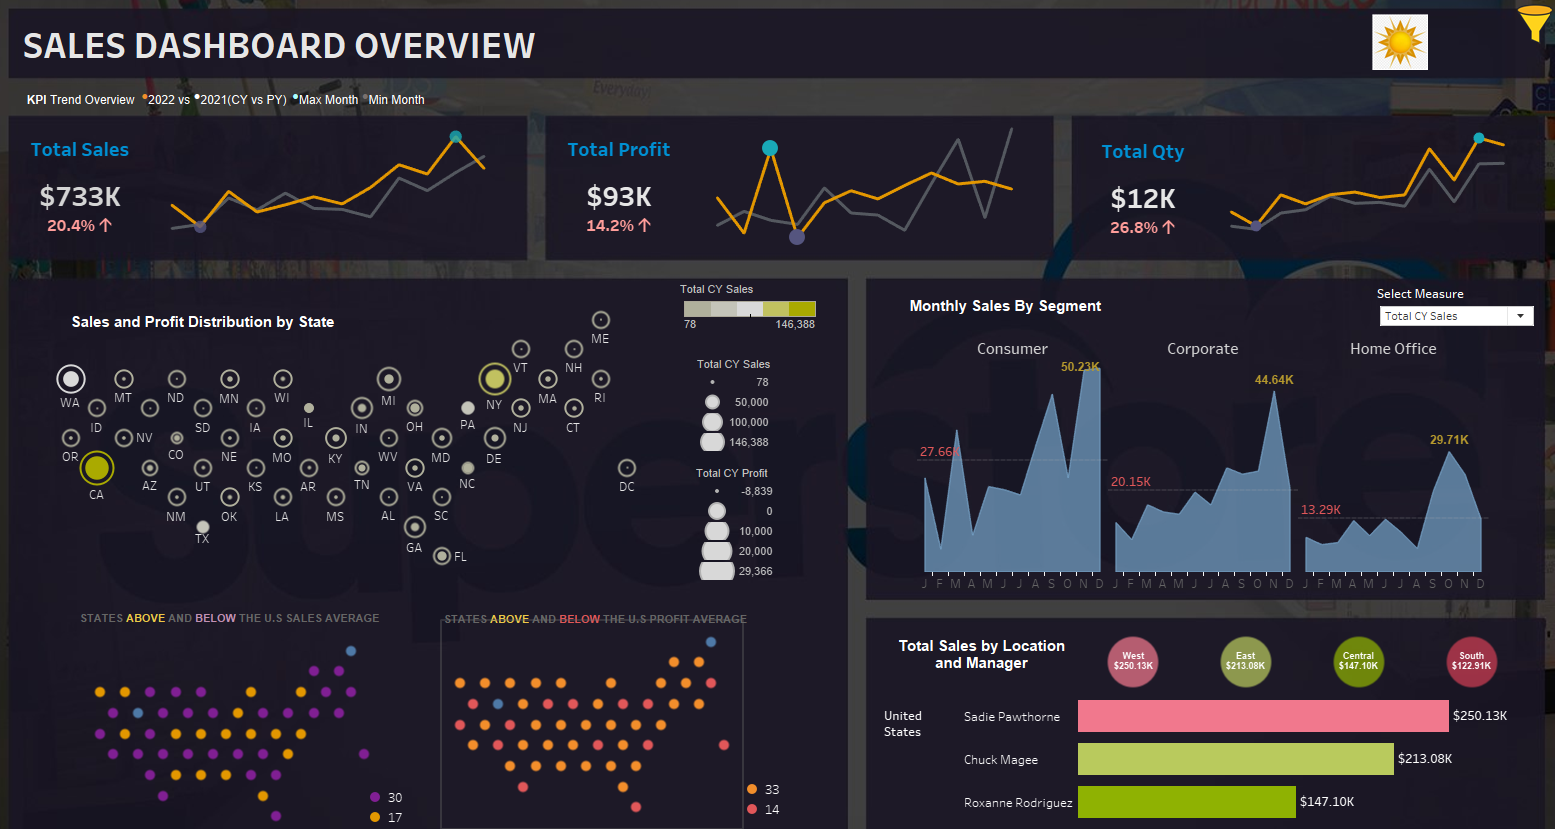 SALES DASHBOARD OVERVIEW
Everyday!
KPI Trend Overview 2022 vs 2021(CY vs PY) Max Month Min Month
Total Sales
$733K
20.4% ↑
Total Profit
$93K
14.2% ↑
Total Qty
$12K
26.8% ↑
Sales and Profit Distribution by State
Total CY Sales
78 146,388
Total CY Sales
78
50,000
100,000
146,388
Total CY Profit
-8,839
0
10,000
20,000
29,366
ME
VT NH
WA MT ND MN WI MI NY MA RI
ID SD IA IL IN OH PA NJ CT
OR NV CO NE MO KY WV MD DE
CA AZ UT KS AR TN VA NC DC
NM OK LA MS AL SC
TX GA
FL
STATES ABOVE AND BELOW THE U.S SALES AVERAGE
30
17
STATES ABOVE AND BELOW THE U.S PROFIT AVERAGE
33
14
Monthly Sales By Segment
Select Measure
Total CY Sales
Consumer Corporate Home Office
50.23K
44.64K
29.71K
27.66K
20.15K
13.29K
J F M A M J J A S O N D J F M A M J J A S O N D J F M A M J J A S O N D
Total Sales by Location
and Manager
West
$250.13K
East
$213.08K
Central
$147.10K
South
$122.91K
United
States
Sadie Pawthorne $250.13K
Chuck Magee $213.08K
Roxanne Rodriguez $147.10K
superstore